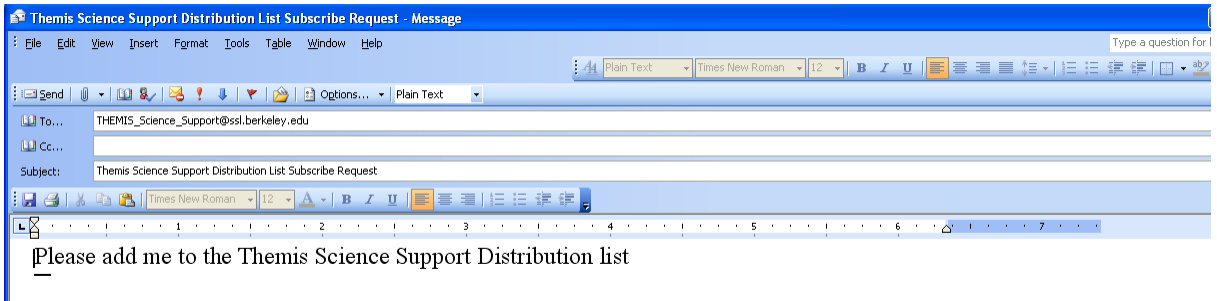 Themis Science Support Distribution List Subscribe Request - Message
File Edit View Insert Format Tools Table Window Help
Type a question for
Plain Text Times New Roman 12 B I U
Send Options... Plain Text
To... THEMIS_Science_Support@ssl.berkeley.edu
Cc...
Subject: Themis Science Support Distribution List Subscribe Request
Times New Roman 12 A B I U
1 2 3 4 5 6 7
Please add me to the Themis Science Support Distribution list